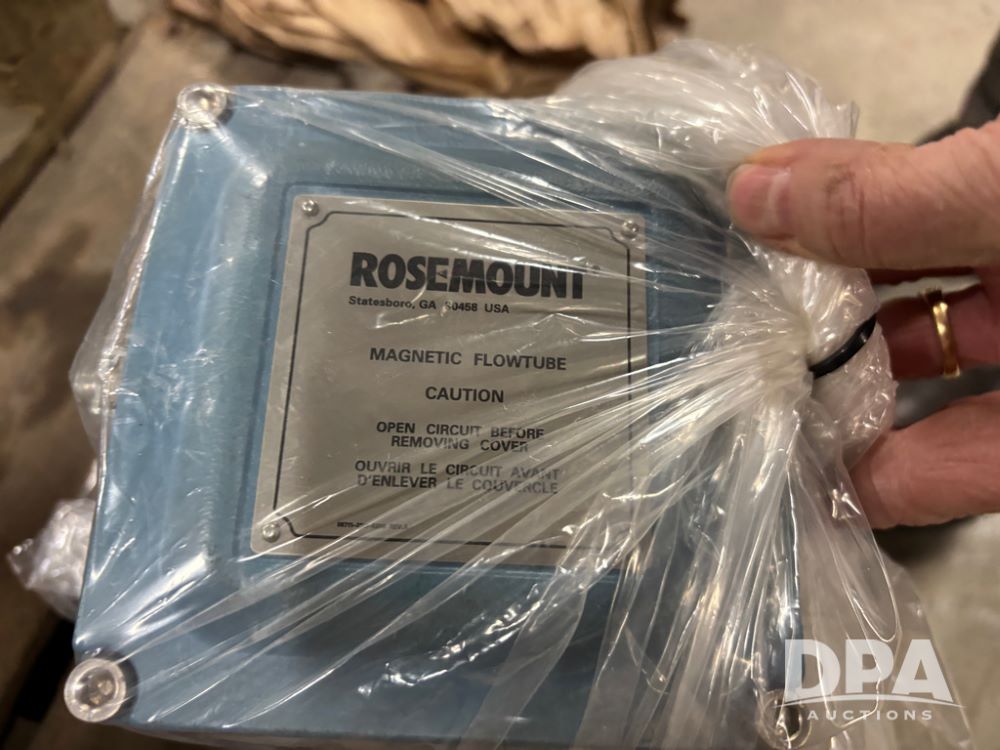 ROSEMOUNT
Statesboro, GA 30458 USA
MAGNETIC FLOWTUBE
CAUTION
OPEN CIRCUIT BEFORE
REMOVING COVER
OUVRIR LE CIRCUIT AVANT
D'ENLEVER LE COUVERCLE
DPA
AUCTIONS